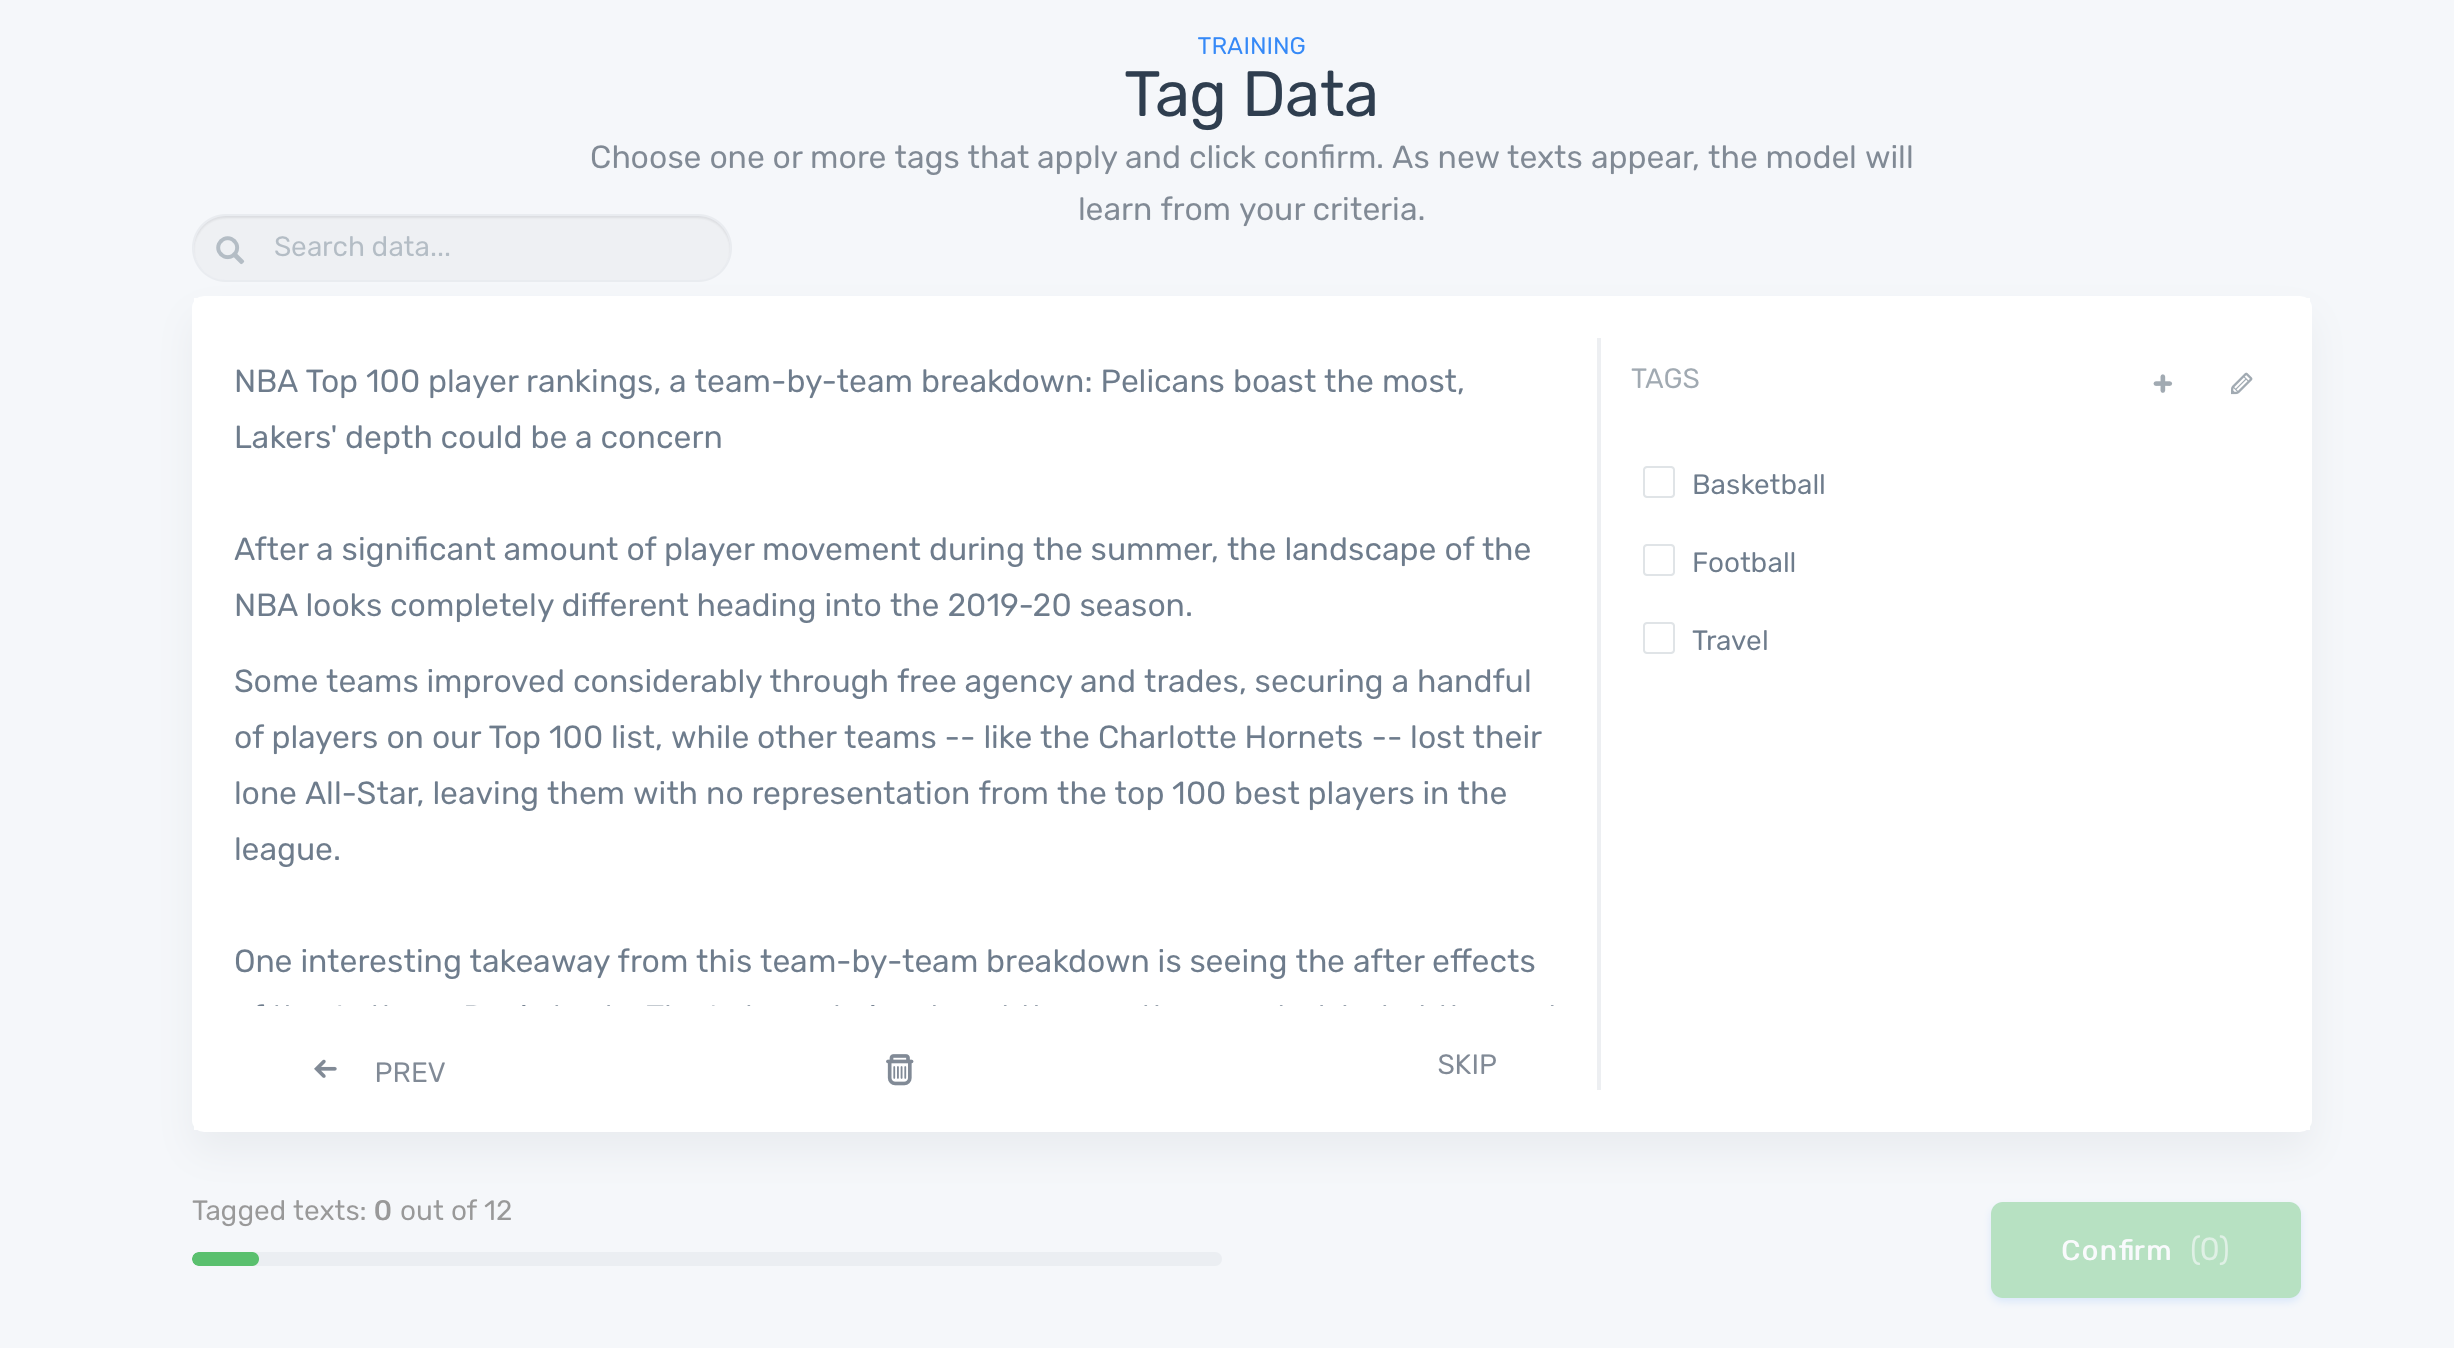 TRAINING
Tag Data
Choose one or more tags that apply and click confirm. As new texts appear, the model will
learn from your criteria.
Search data...
NBA Top 100 player rankings, a team-by-team breakdown: Pelicans boast the most,
Lakers' depth could be a concern
After a significant amount of player movement during the summer, the landscape of the
NBA looks completely different heading into the 2019-20 season.
Some teams improved considerably through free agency and trades, securing a handful
of players on our Top 100 list, while other teams -- like the Charlotte Hornets -- lost their
lone All-Star, leaving them with no representation from the top 100 best players in the
league.
One interesting takeaway from this team-by-team breakdown is seeing the after effects
PREV
SKIP
TAGS
Basketball
Football
Travel
Tagged texts: 0 out of 12
Confirm (0)